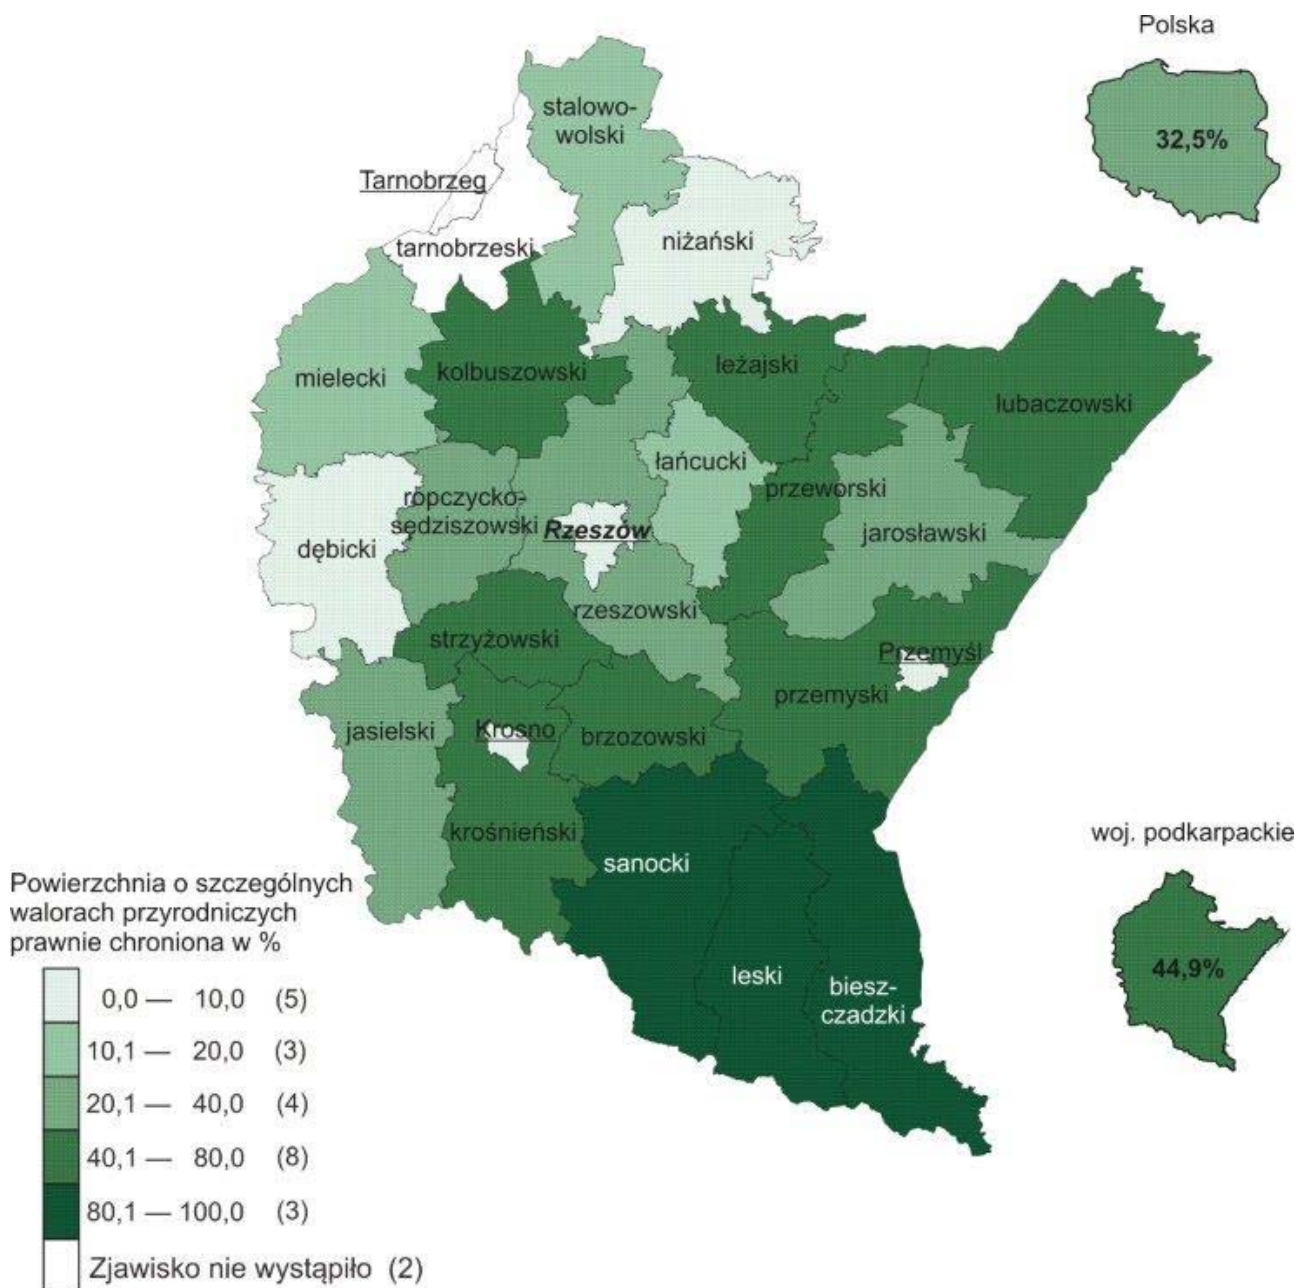 Polska
32,5%
stalowo-
wolski
Tarnobrzeg
niżański
tarnobrzeski
mielecki
kolbuszowski
leżajski
lubaczowski
łańcucki
przeworski
ropczycko-
sędziszowski
Rzeszów
jarosławski
dębicki
rzeszowski
strzyżowski
Przemyśl
przemyski
jasielski
Krosno
brzozowski
krośnieński
sanocki
leski
biesz-
czadzki
woj. podkarpackie
44,9%
Powierzchnia o szczególnych
walorach przyrodniczych
prawnie chroniona w %
0,0 — 10,0 (5)
10,1 — 20,0 (3)
20,1 — 40,0 (4)
40,1 — 80,0 (8)
80,1 — 100,0 (3)
Zjawisko nie wystąpiło (2)